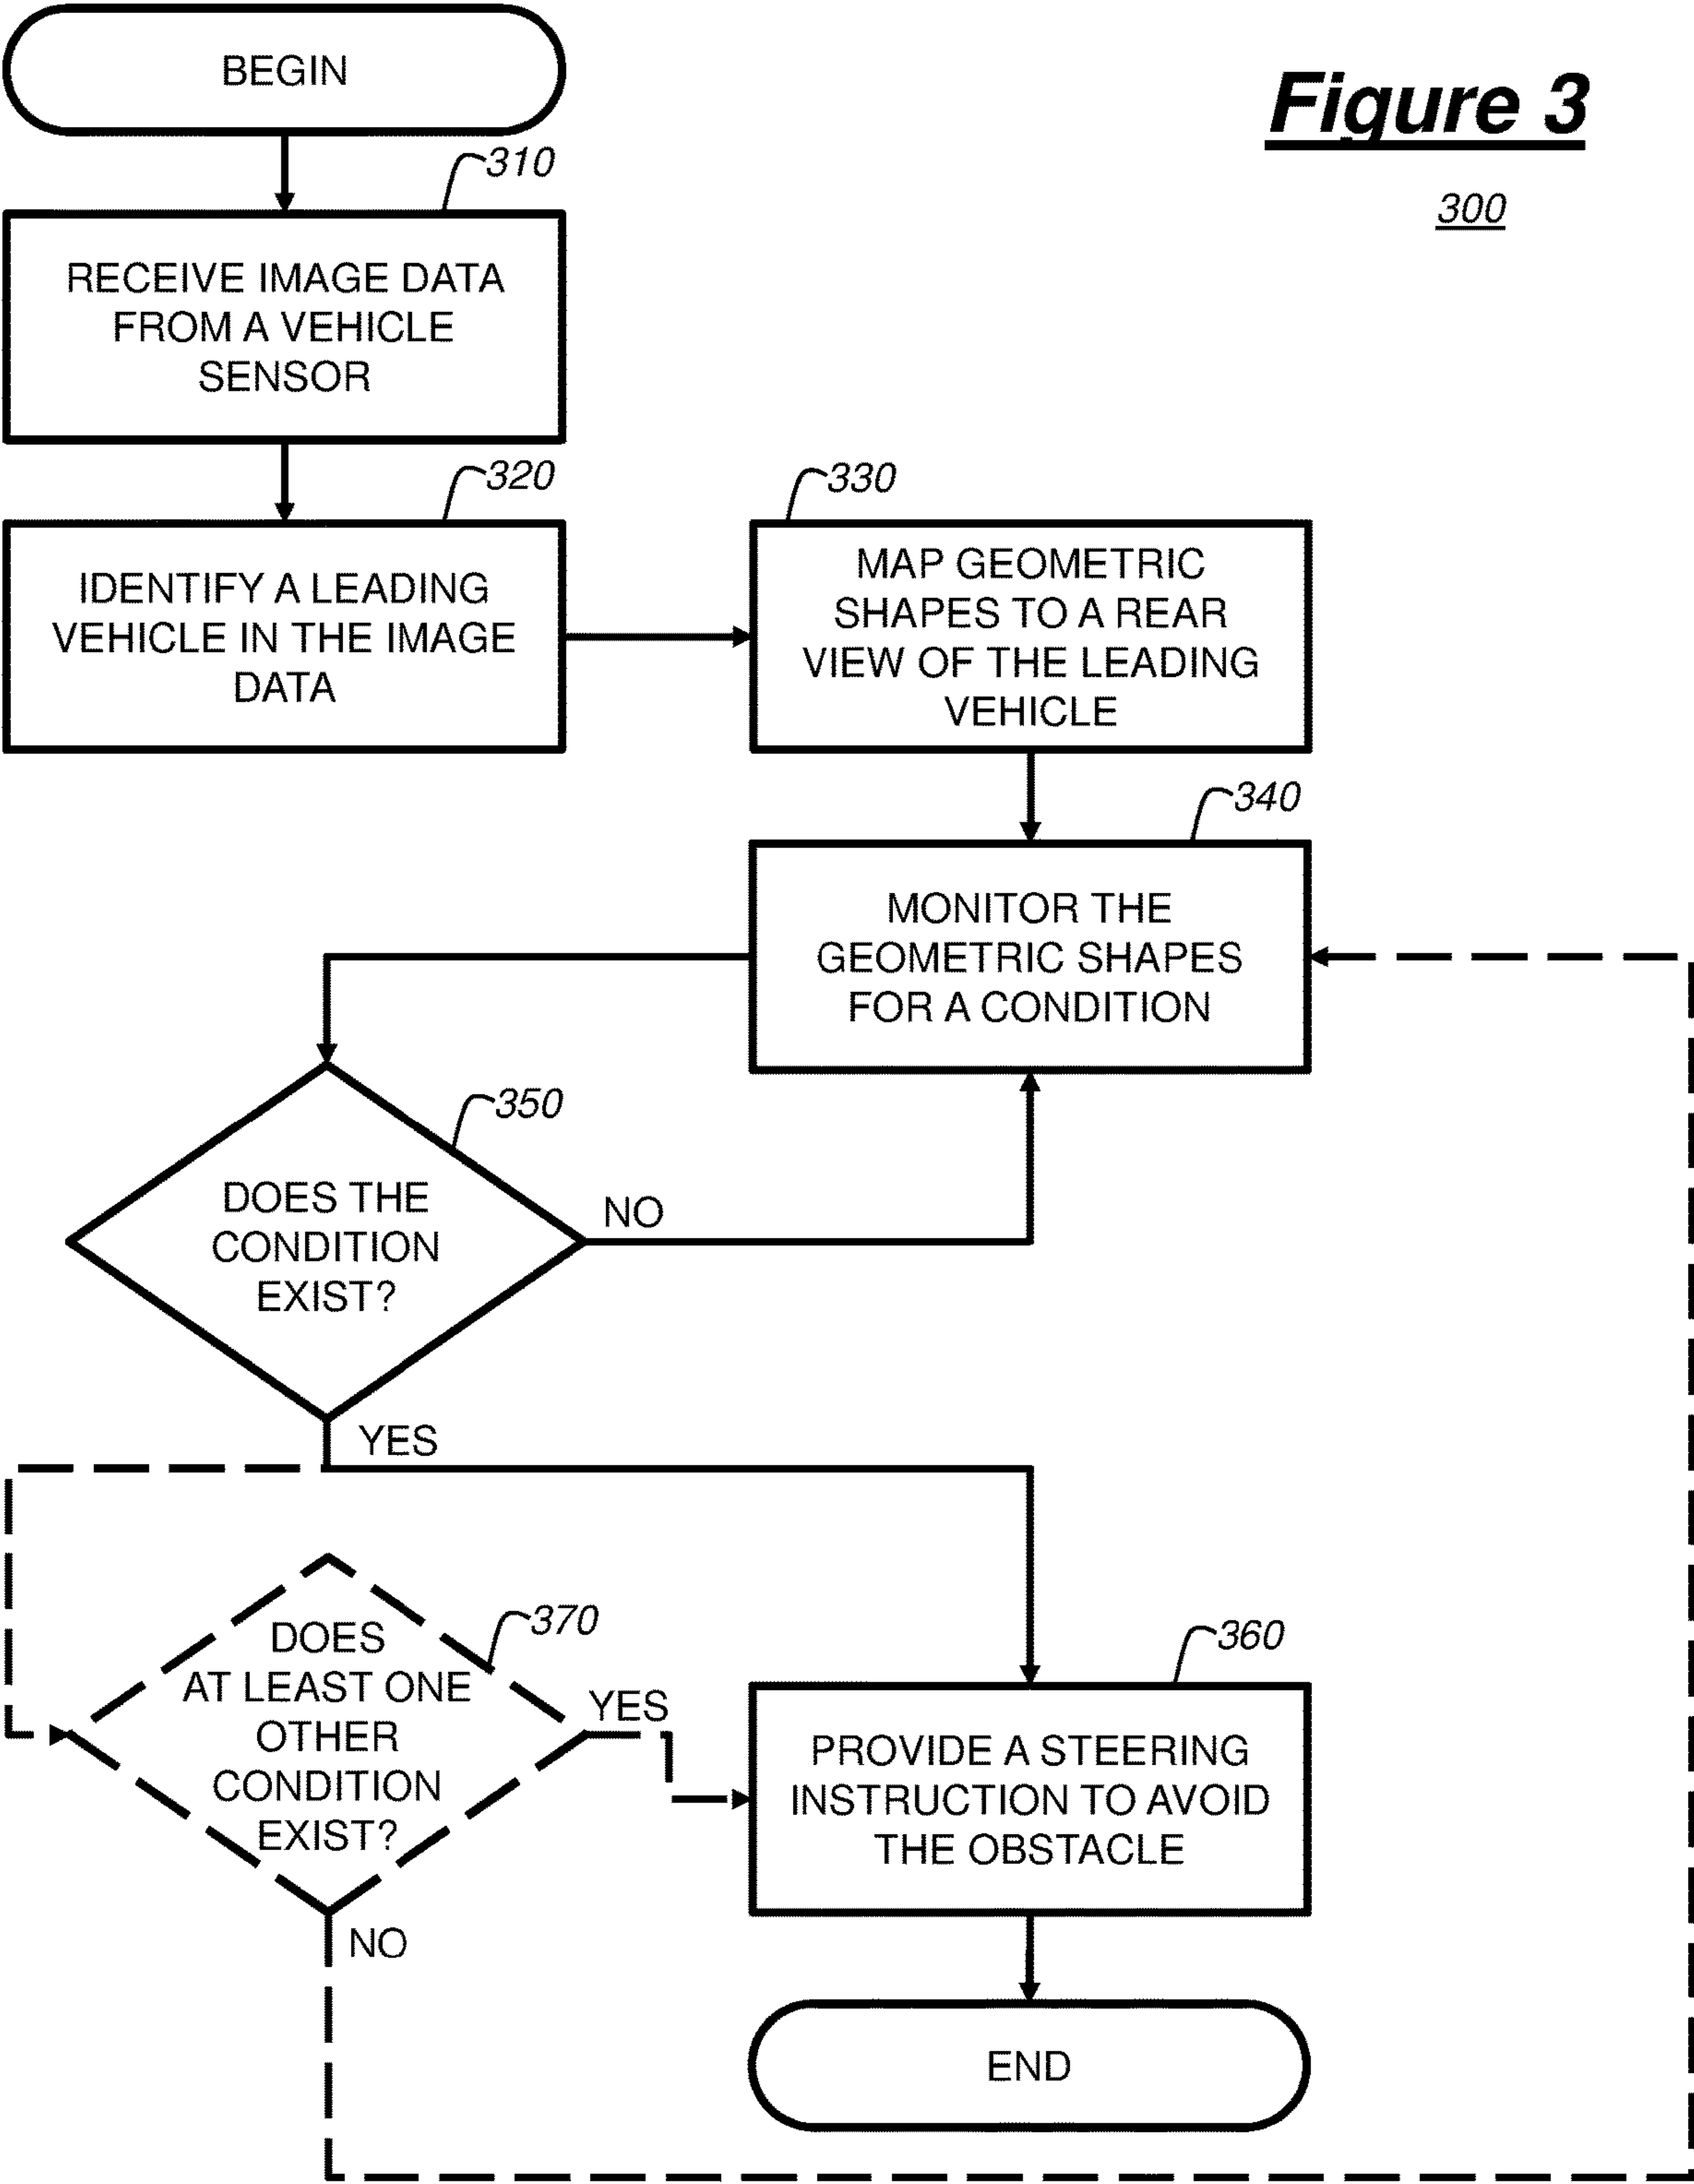 BEGIN
Figure 3
300
310
RECEIVE IMAGE DATA
FROM A VEHICLE
SENSOR
320
IDENTIFY A LEADING
VEHICLE IN THE IMAGE
DATA
330
MAP GEOMETRIC
SHAPES TO A REAR
VIEW OF THE LEADING
VEHICLE
340
MONITOR THE
GEOMETRIC SHAPES
FOR A CONDITION
350
DOES THE
CONDITION
EXIST?
NO
YES
370
DOES
AT LEAST ONE
OTHER
CONDITION
EXIST?
YES
NO
360
PROVIDE A STEERING
INSTRUCTION TO AVOID
THE OBSTACLE
END